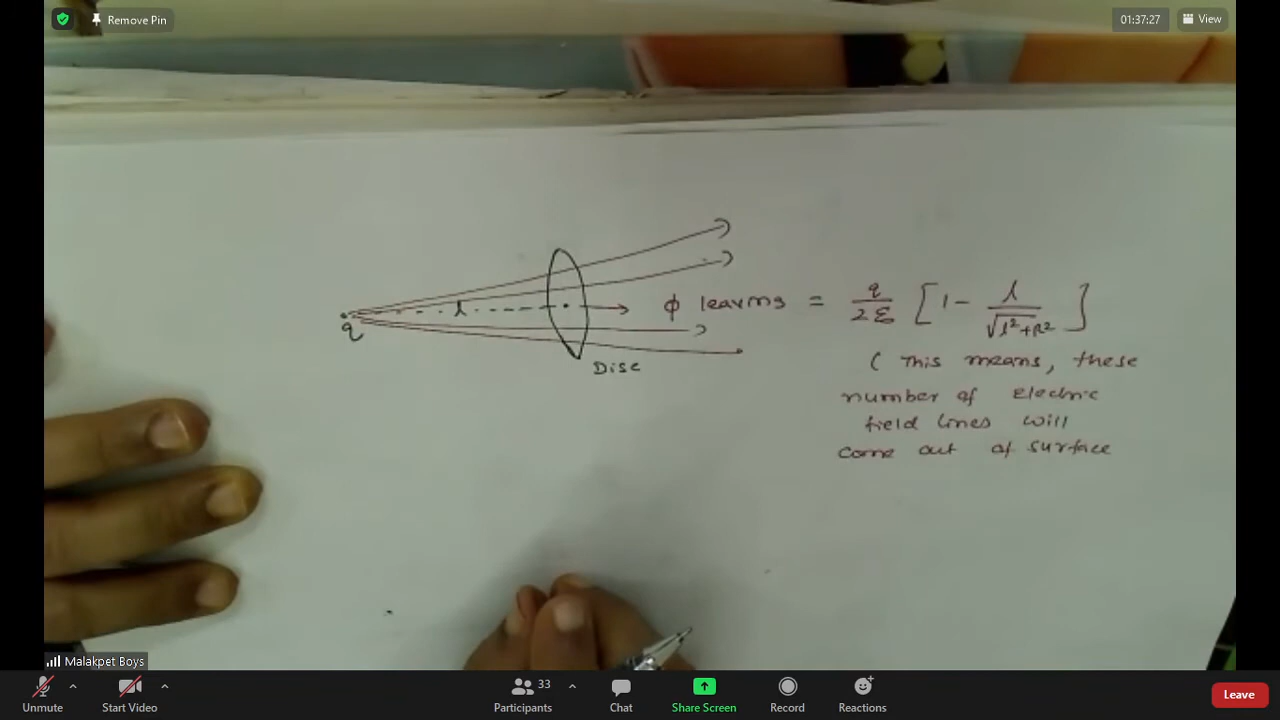 Remove Pin
01:37:27
View
l
q
Disc
ϕ leaving = q/2ε₀ [1 - l/√(l²+R²)]
( This means, these
number of Electric
field lines will
come out of surface
Malakpet Boys
Unmute
Start Video
Participants
33
Chat
Share Screen
Record
Reactions
Leave